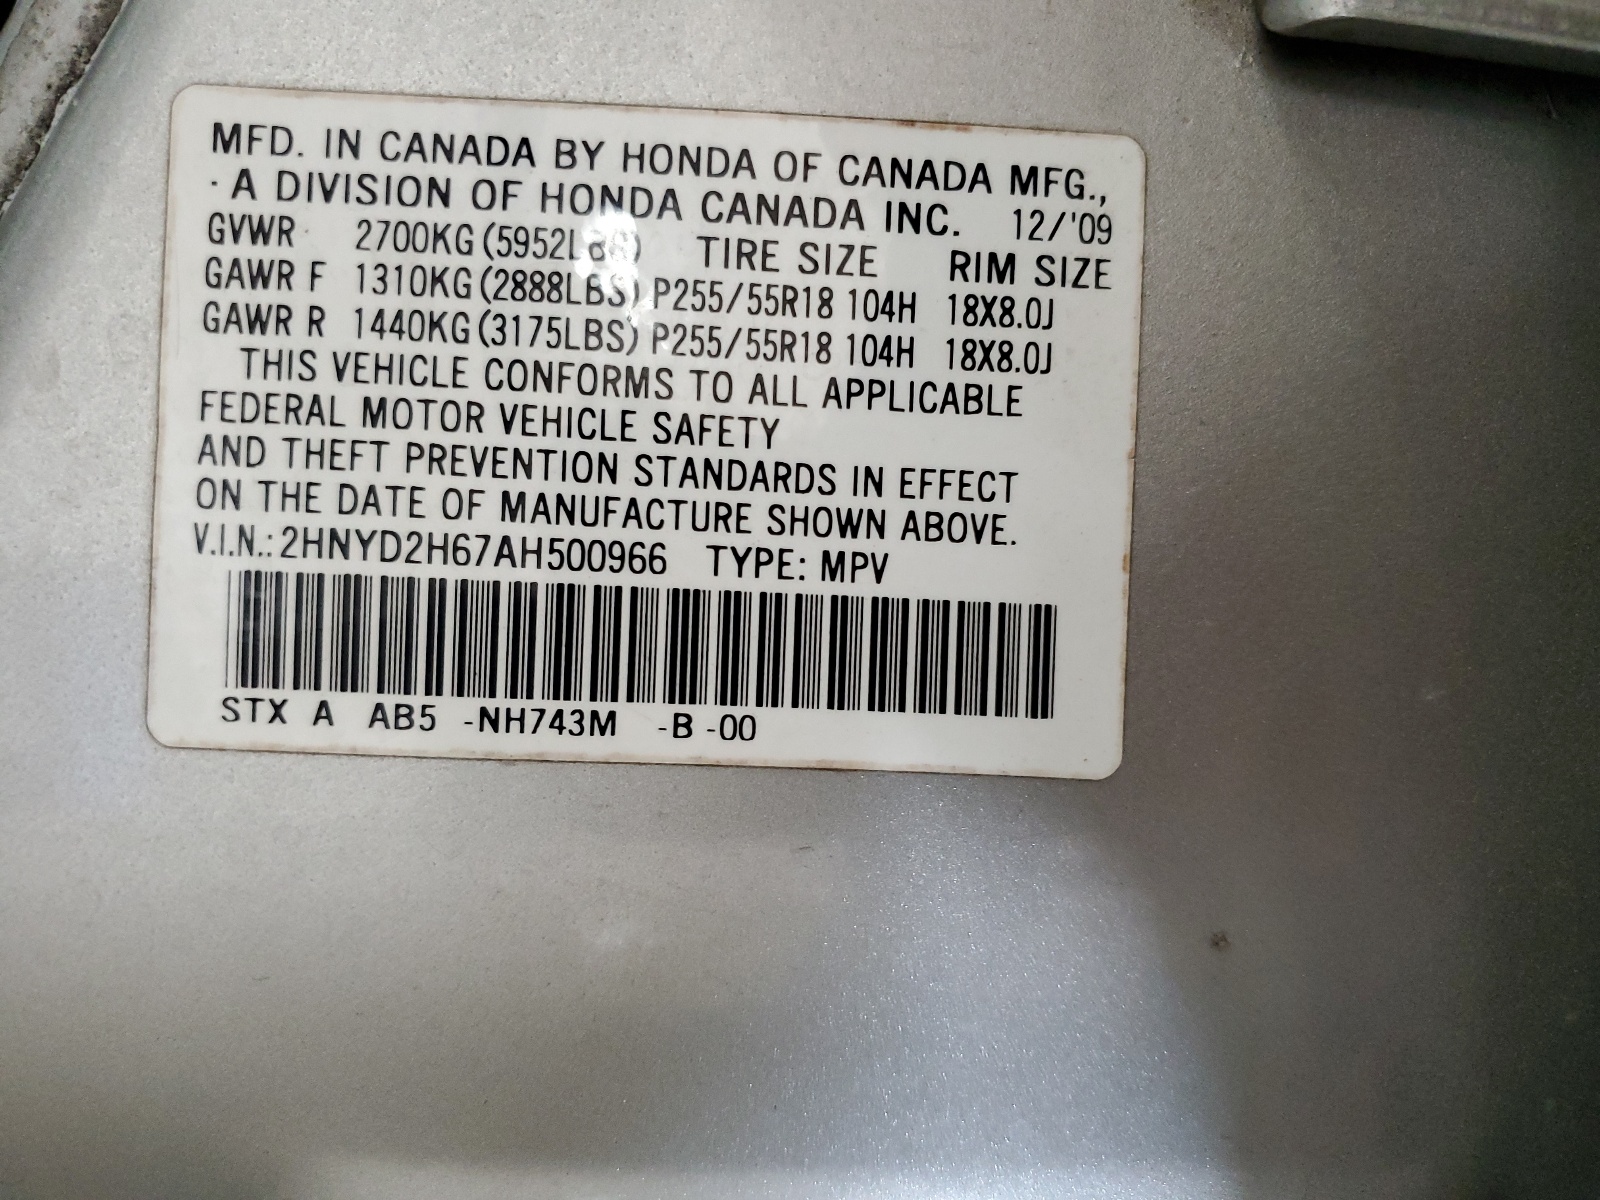 MFD. IN CANADA BY HONDA OF CANADA MFG.,
· A DIVISION OF HONDA CANADA INC. 12/'09
GVWR 2700KG (5952LBS) TIRE SIZE RIM SIZE
GAWR F 1310KG (2888LBS) P255/55R18 104H 18X8.0J
GAWR R 1440KG (3175LBS) P255/55R18 104H 18X8.0J
THIS VEHICLE CONFORMS TO ALL APPLICABLE
FEDERAL MOTOR VEHICLE SAFETY
AND THEFT PREVENTION STANDARDS IN EFFECT
ON THE DATE OF MANUFACTURE SHOWN ABOVE.
V.I.N.: 2HNYD2H67AH500966 TYPE: MPV
STX A AB5 -NH743M -B -00